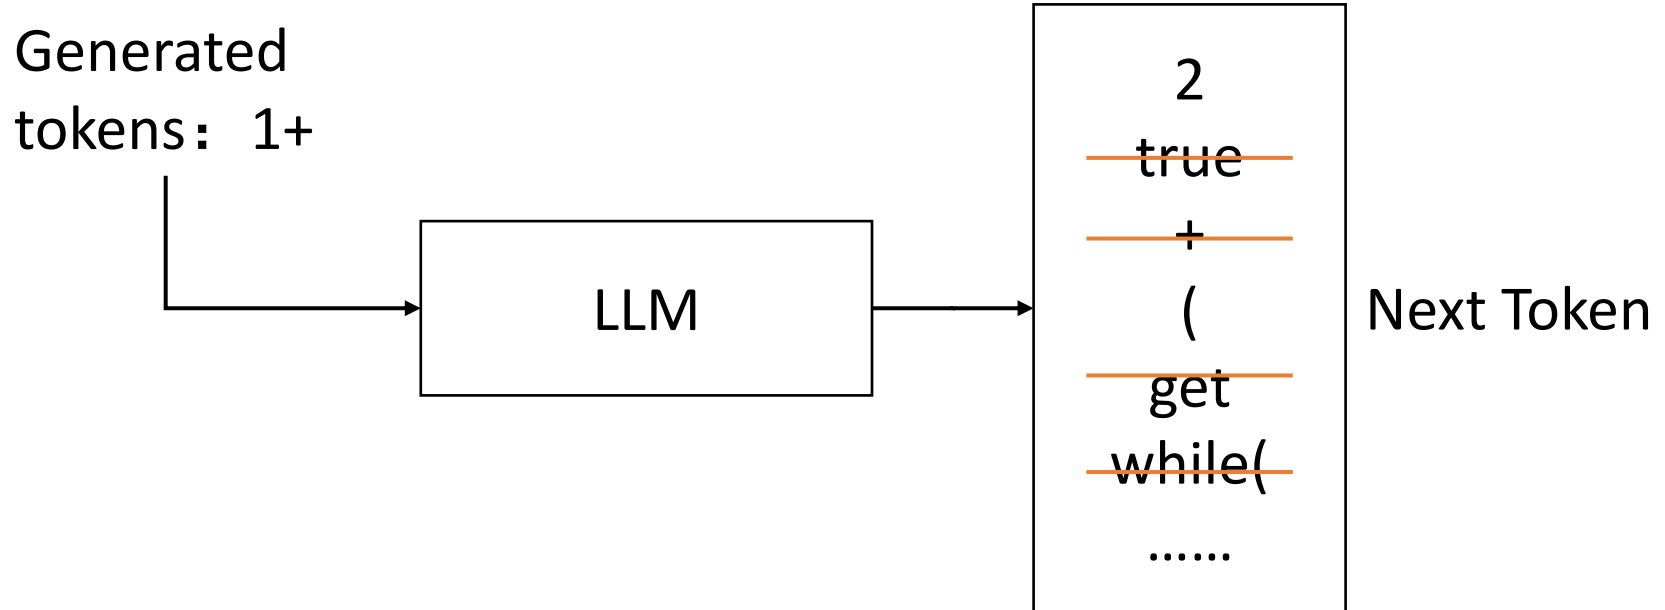 Generated
tokens： 1+
LLM
2
true
+
(
get
while(
……
Next Token